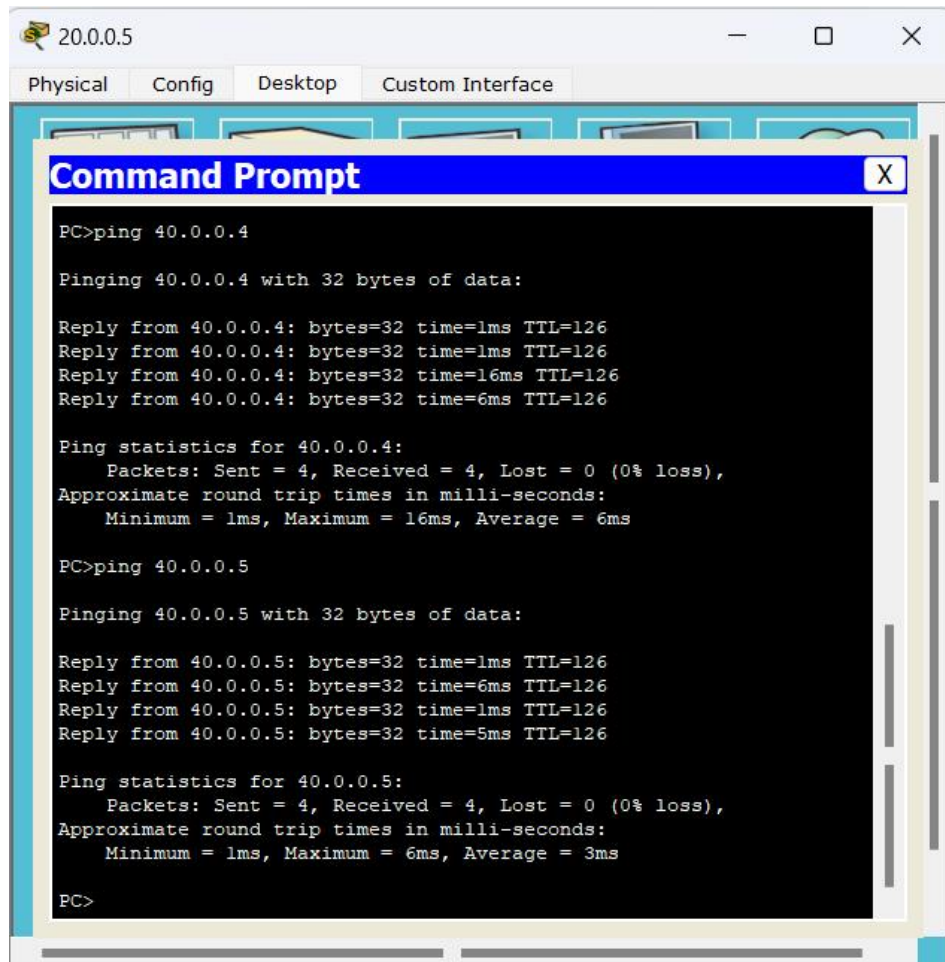 20.0.0.5
Physical Config Desktop Custom Interface
Command Prompt X
PC>ping 40.0.0.4
Pinging 40.0.0.4 with 32 bytes of data:
Reply from 40.0.0.4: bytes=32 time=1ms TTL=126
Reply from 40.0.0.4: bytes=32 time=1ms TTL=126
Reply from 40.0.0.4: bytes=32 time=16ms TTL=126
Reply from 40.0.0.4: bytes=32 time=6ms TTL=126
Ping statistics for 40.0.0.4:
Packets: Sent = 4, Received = 4, Lost = 0 (0% loss),
Approximate round trip times in milli-seconds:
Minimum = 1ms, Maximum = 16ms, Average = 6ms
PC>ping 40.0.0.5
Pinging 40.0.0.5 with 32 bytes of data:
Reply from 40.0.0.5: bytes=32 time=1ms TTL=126
Reply from 40.0.0.5: bytes=32 time=6ms TTL=126
Reply from 40.0.0.5: bytes=32 time=1ms TTL=126
Reply from 40.0.0.5: bytes=32 time=5ms TTL=126
Ping statistics for 40.0.0.5:
Packets: Sent = 4, Received = 4, Lost = 0 (0% loss),
Approximate round trip times in milli-seconds:
Minimum = 1ms, Maximum = 6ms, Average = 3ms
PC>